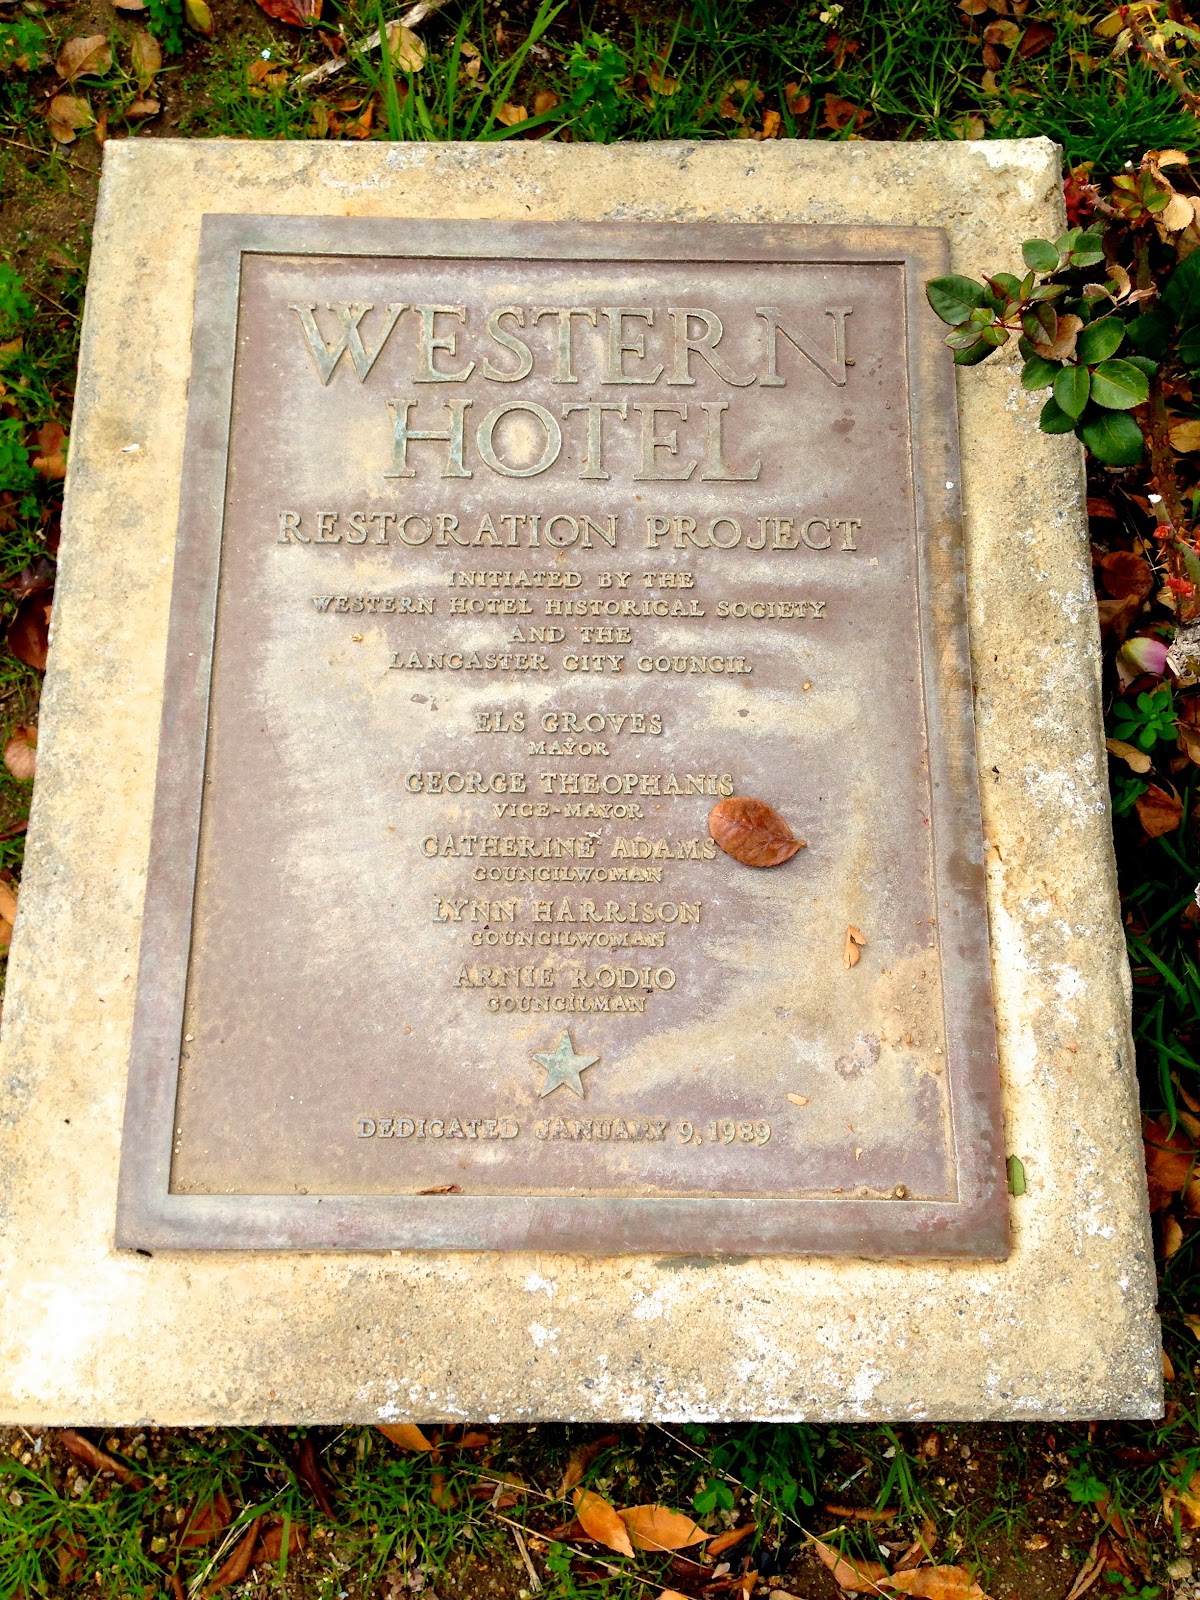 WESTERN
HOTEL
RESTORATION PROJECT
INITIATED BY THE
WESTERN HOTEL HISTORICAL SOCIETY
AND THE
LANCASTER CITY COUNCIL
ELS GROVES
MAYOR
GEORGE THEOPHANIS
VICE-MAYOR
CATHERINE ADAMS
COUNCILWOMAN
LYNN HARRISON
COUNCILWOMAN
ARNIE RODIO
COUNCILMAN
DEDICATED JANUARY 9, 1989